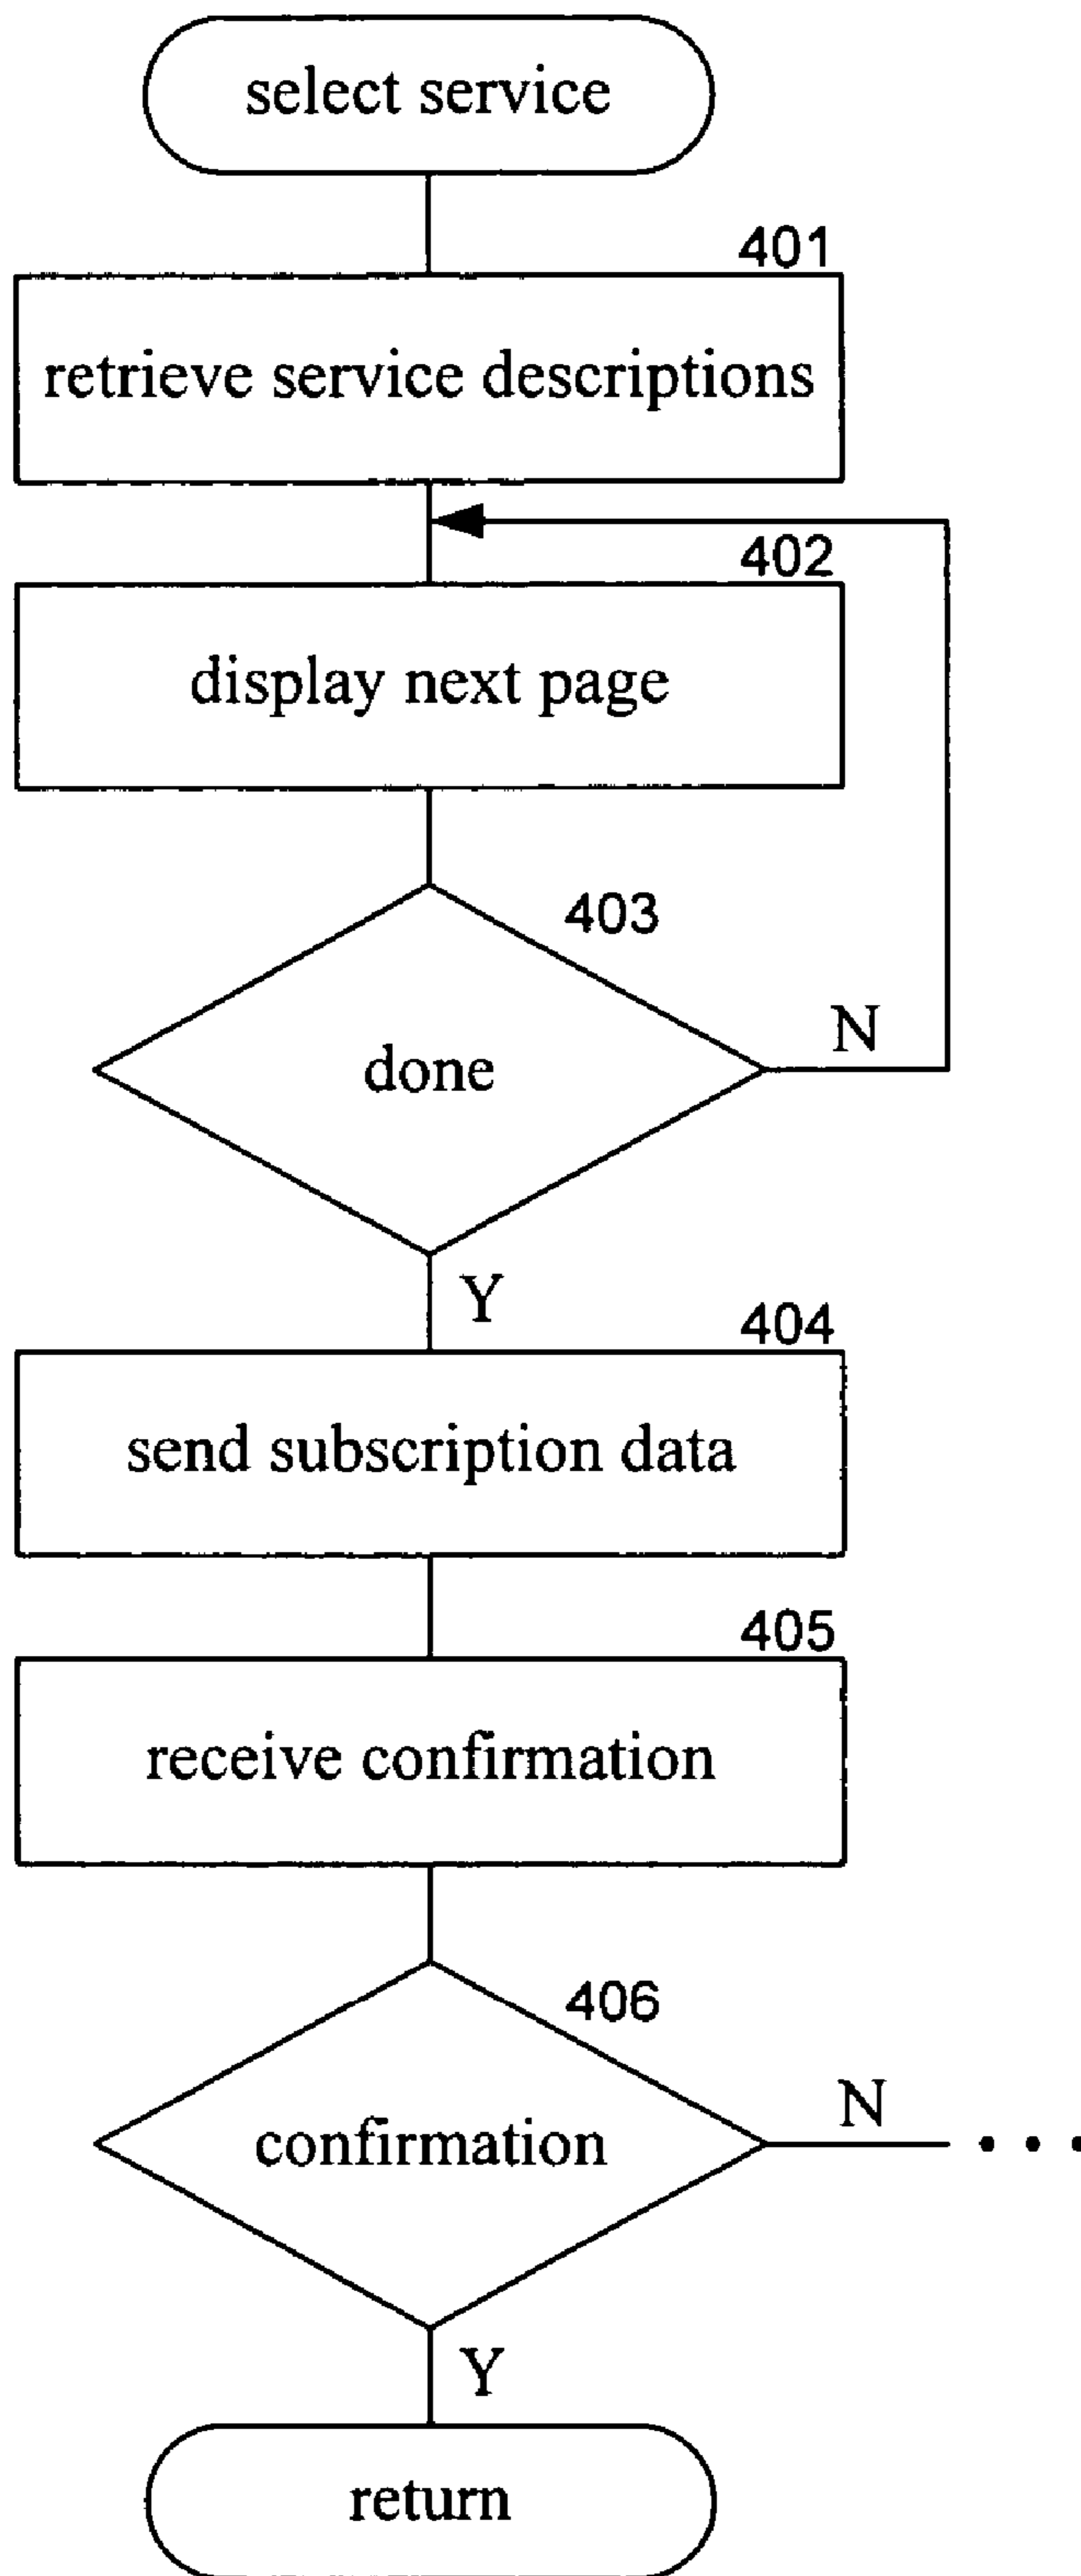 select service
401
retrieve service descriptions
402
display next page
403
done
N
Y
404
send subscription data
405
receive confirmation
406
confirmation
N
. . .
Y
return